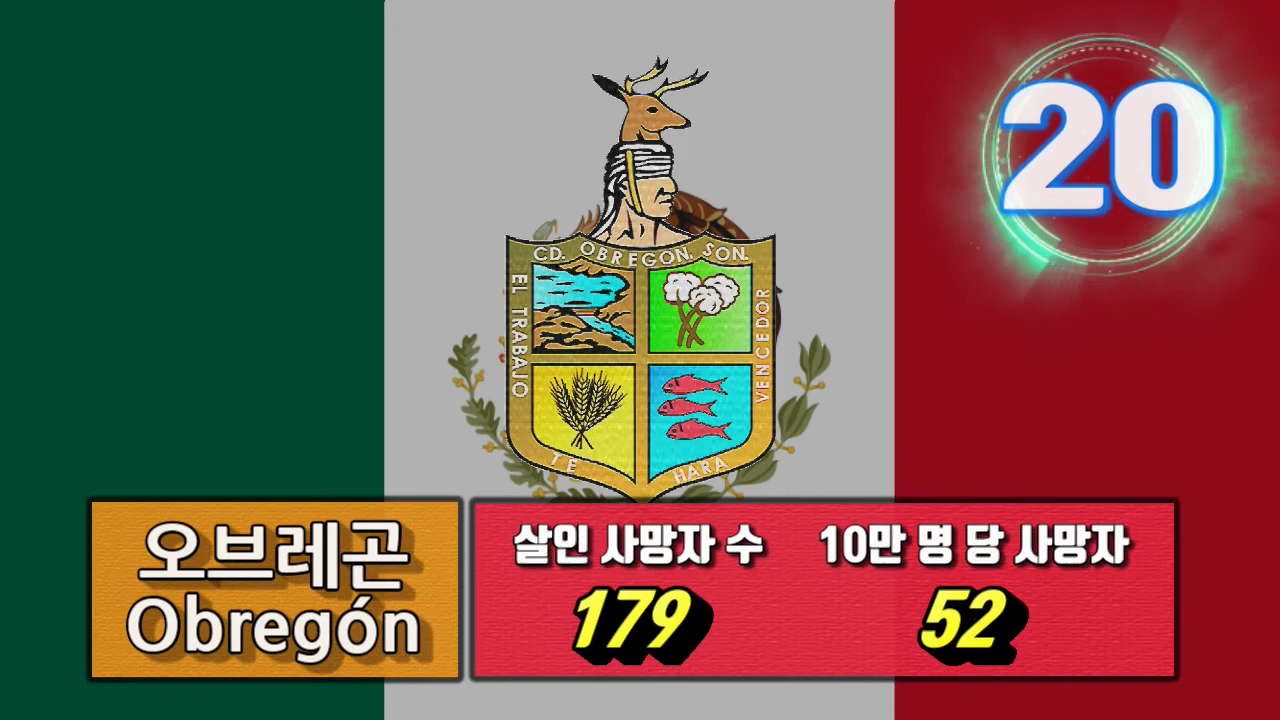 20
CD. OBREGON. SON.
EL TRABAJO
VENCEDOR
TE HARA
오브레곤
Obregón
살인 사망자 수
10만 명 당 사망자
179
52